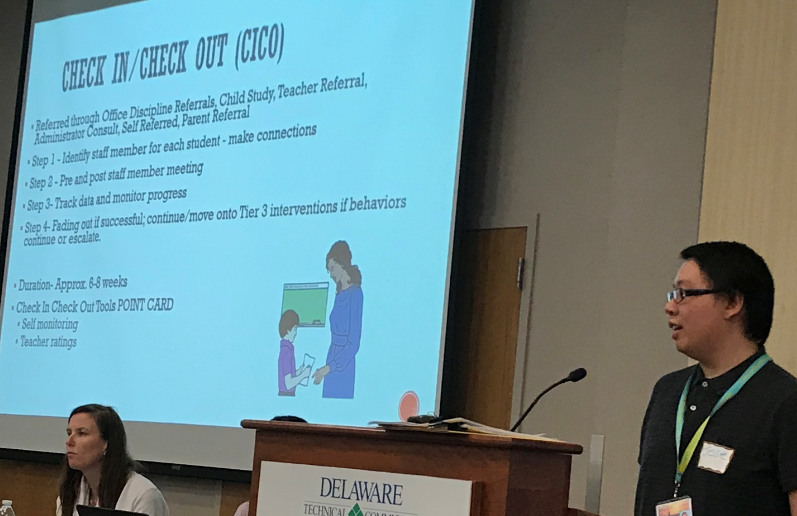 CHECK IN/CHECK OUT (CICO)
Referred through Office Discipline Referrals, Child Study, Teacher Referral,
Administrator Consult, Self Referred, Parent Referral
Step 1 - Identify staff member for each student - make connections
Step 2 - Pre and post staff member meeting
Step 3- Track data and monitor progress
Step 4- Fading out if successful; continue/move onto Tier 3 interventions if behaviors
continue or escalate.
Duration- Approx. 6-8 weeks
Check In Check Out Tools POINT CARD
Self monitoring
Teacher ratings
DELAWARE
TECHNICAL